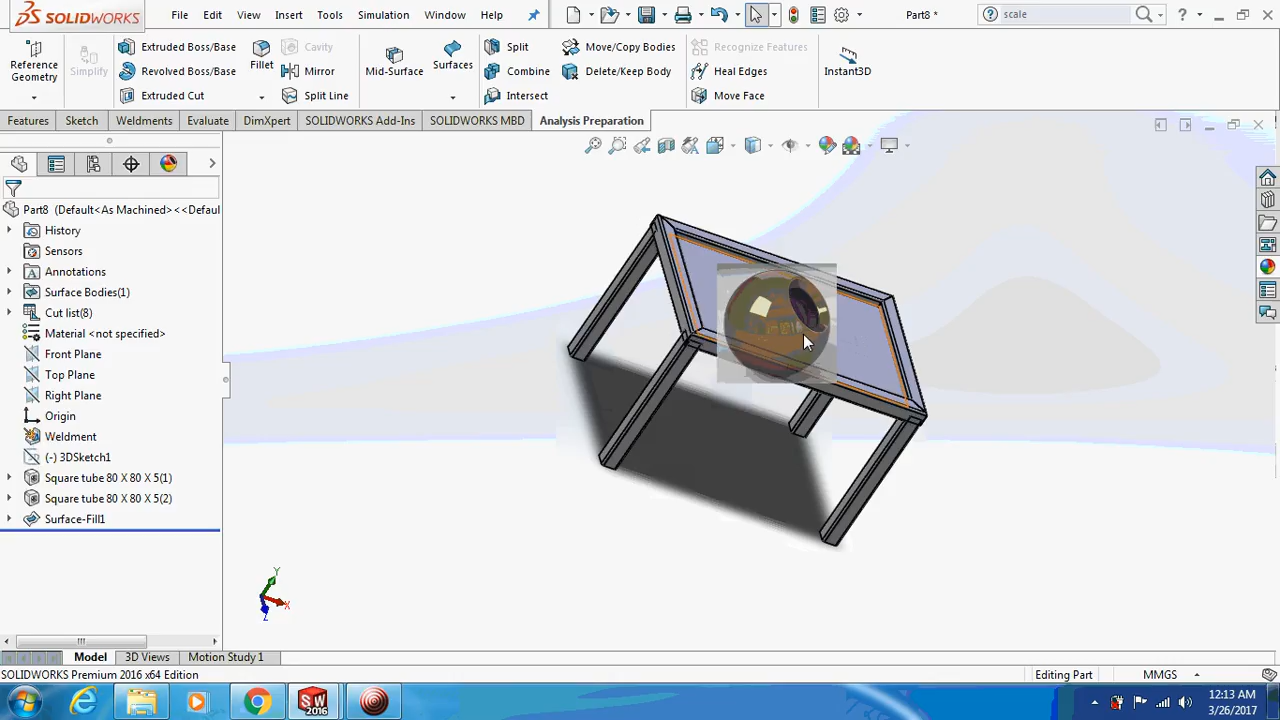 SOLIDWORKS File Edit View Insert Tools Simulation Window Help Part8 * scale
Reference Geometry
Simplify
Extruded Boss/Base
Revolved Boss/Base
Extruded Cut
Fillet
Cavity
Mirror
Split Line
Mid-Surface
Surfaces
Split
Combine
Intersect
Move/Copy Bodies
Delete/Keep Body
Recognize Features
Heal Edges
Move Face
Instant3D
Features Sketch Weldments Evaluate DimXpert SOLIDWORKS Add-Ins SOLIDWORKS MBD Analysis Preparation
Part8 (Default<As Machined><<Defaul
History
Sensors
Annotations
Surface Bodies(1)
Cut list(8)
Material <not specified>
Front Plane
Top Plane
Right Plane
Origin
Weldment
(-) 3DSketch1
Square tube 80 X 80 X 5(1)
Square tube 80 X 80 X 5(2)
Surface-Fill1
Y
X
Z
Model 3D Views Motion Study 1
SOLIDWORKS Premium 2016 x64 Edition Editing Part MMGS
SW 2016
12:13 AM
3/26/2017